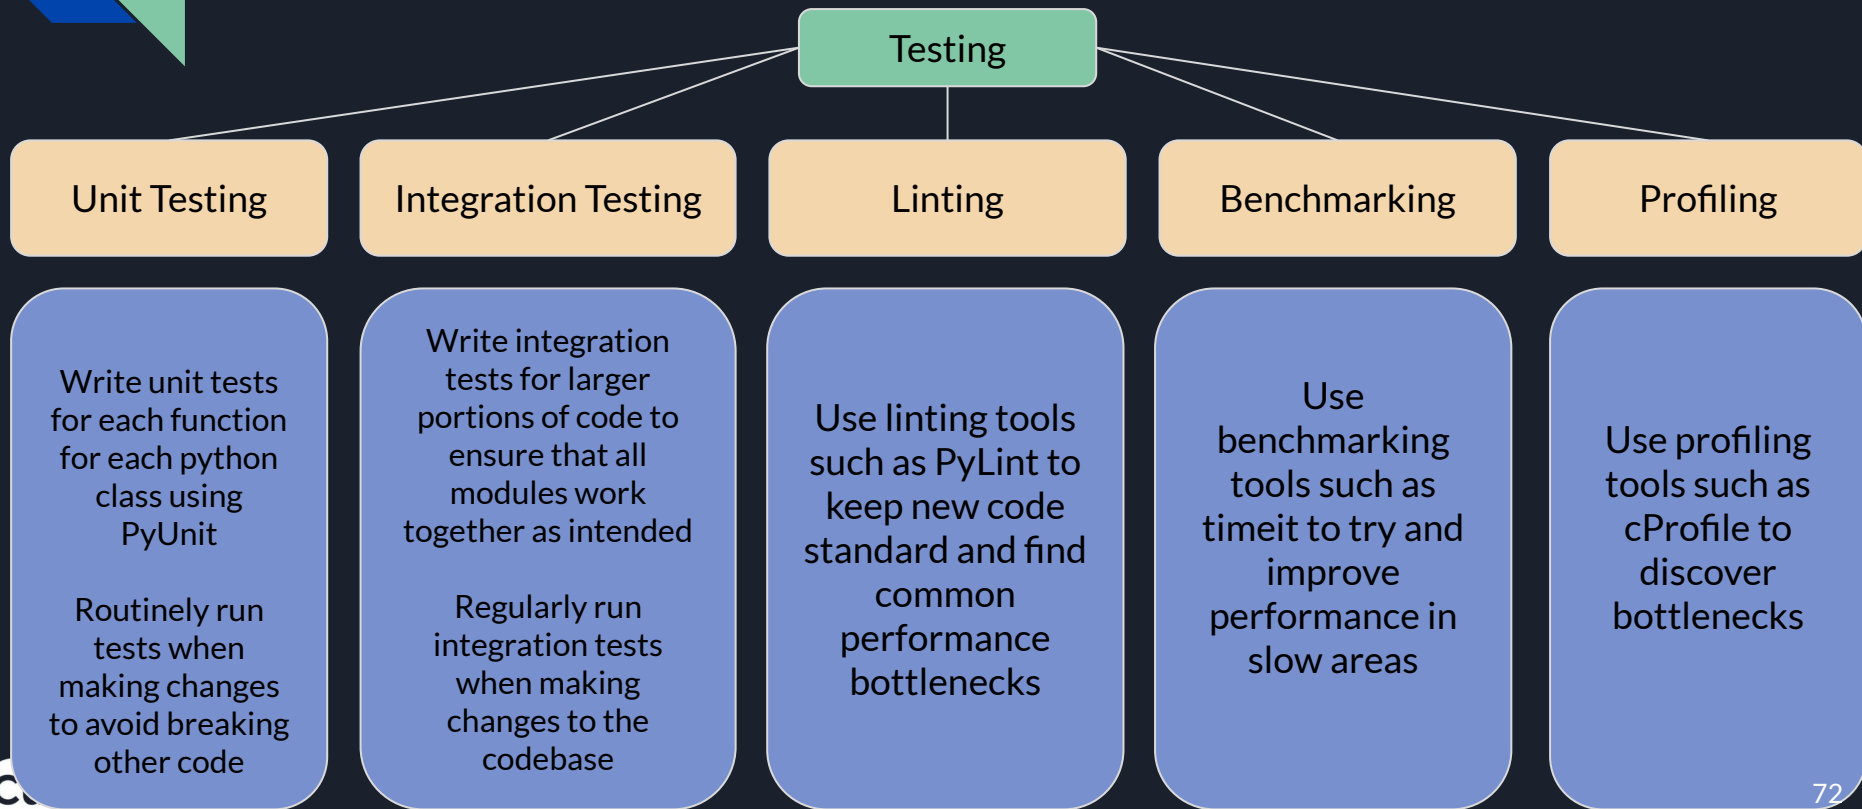 Testing
Unit Testing
Integration Testing
Linting
Benchmarking
Profiling
Write unit tests
for each function
for each python
class using
PyUnit
Routinely run
tests when
making changes
to avoid breaking
other code
Write integration
tests for larger
portions of code to
ensure that all
modules work
together as intended
Regularly run
integration tests
when making
changes to the
codebase
Use linting tools
such as PyLint to
keep new code
standard and find
common
performance
bottlenecks
Use
benchmarking
tools such as
timeit to try and
improve
performance in
slow areas
Use profiling
tools such as
cProfile to
discover
bottlenecks
72